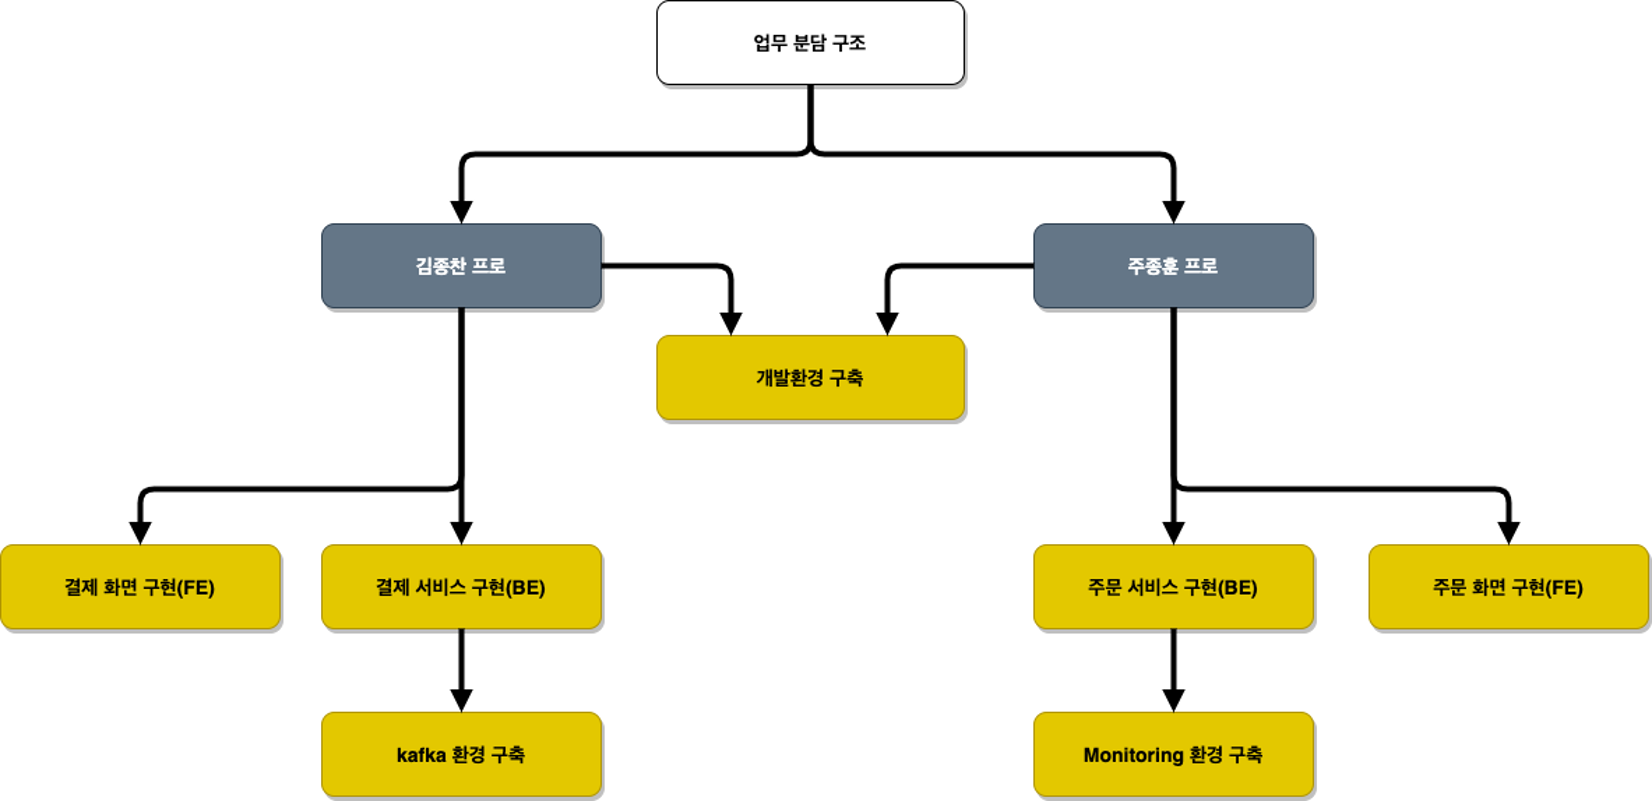 업무 분담 구조
김종찬 프로
주종훈 프로
개발환경 구축
결제 화면 구현(FE)
결제 서비스 구현(BE)
주문 서비스 구현(BE)
주문 화면 구현(FE)
kafka 환경 구축
Monitoring 환경 구축